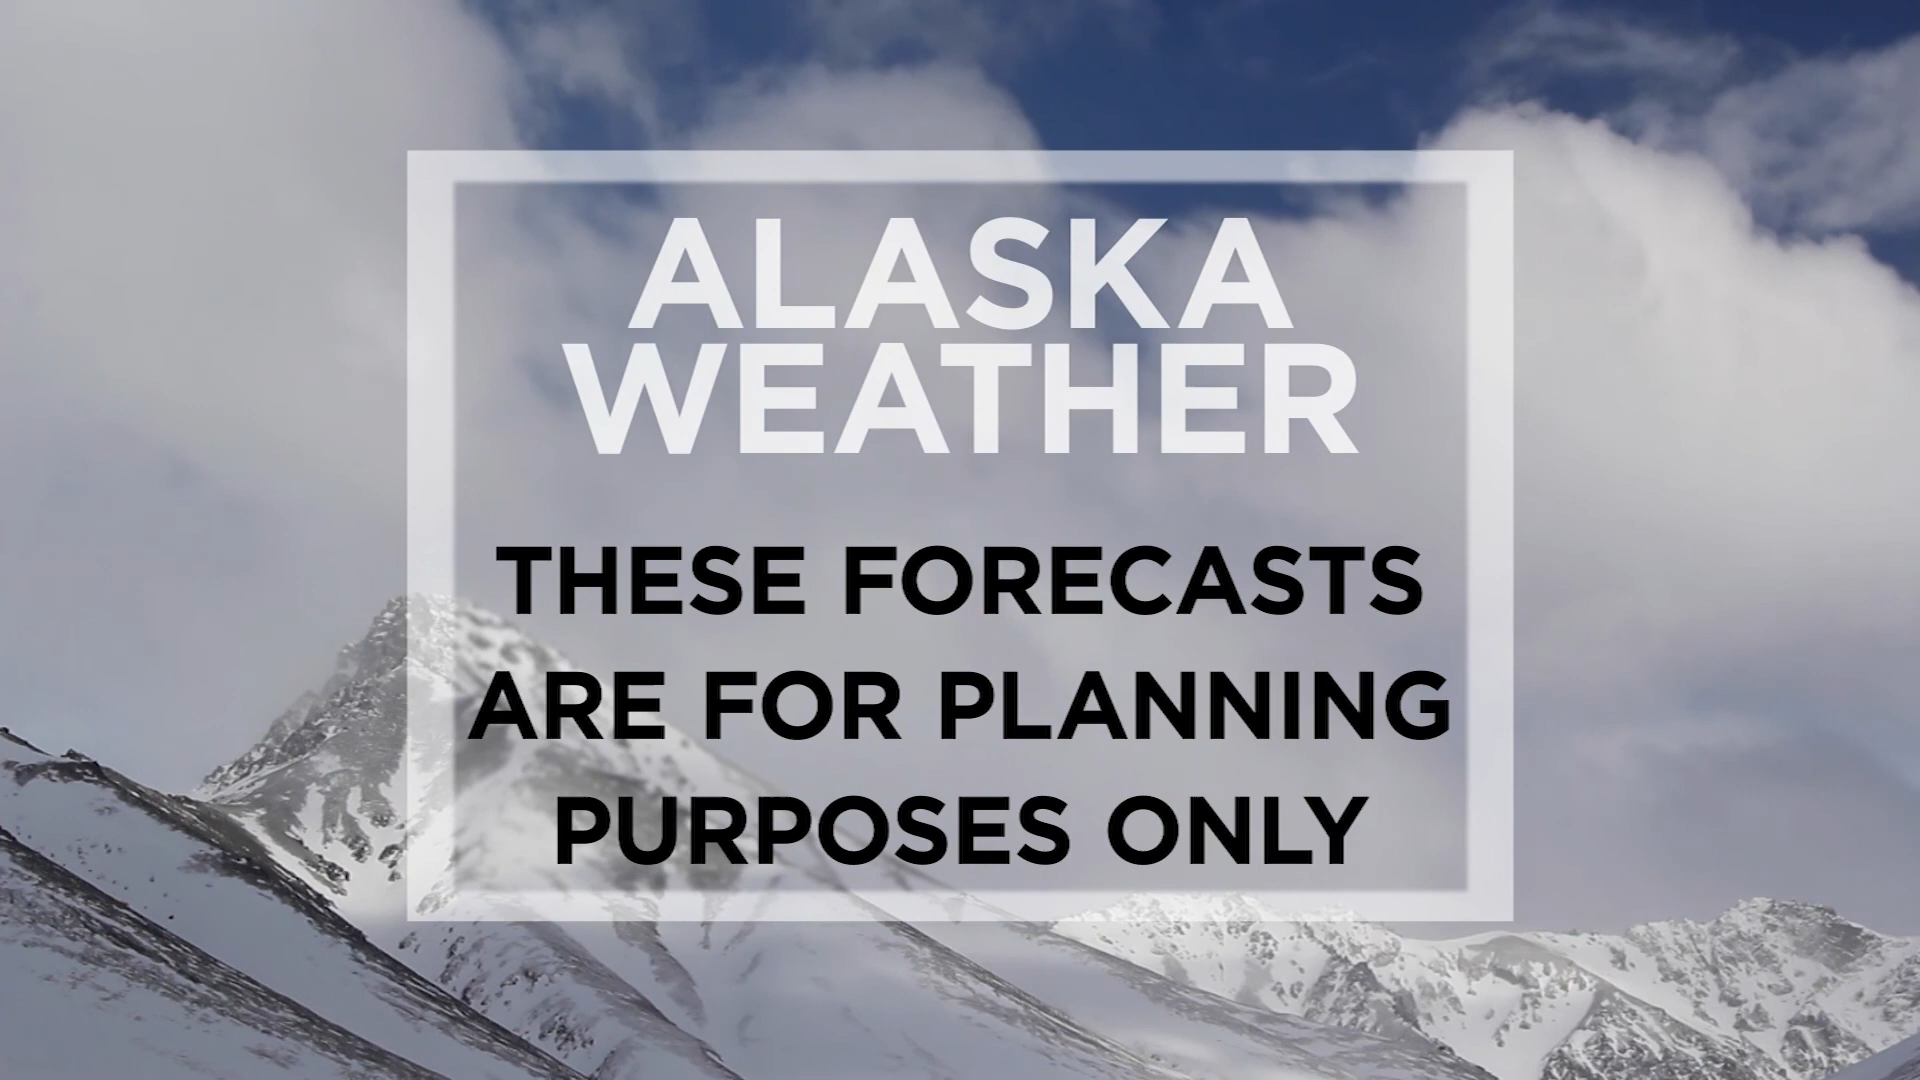 ALASKA
WEATHER
THESE FORECASTS
ARE FOR PLANNING
PURPOSES ONLY